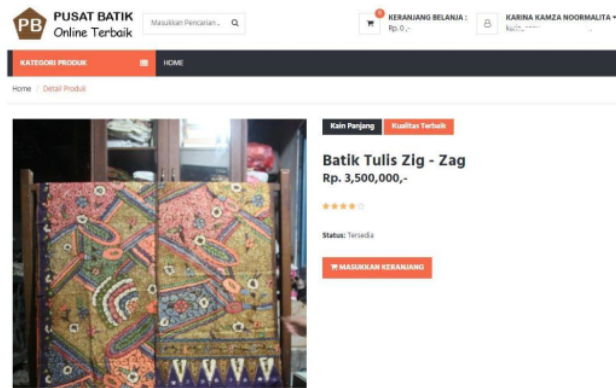 PB
PUSAT BATIK
Online Terbaik
Masukkan Pencarian ..
0
KERANJANG BELANJA :
Rp. 0 ,-
KARINA KAMZA NOORMALITA
KATEGORI PRODUK
HOME
Home / Detail Produk
Kain Panjang
Kualitas Terbaik
Batik Tulis Zig - Zag
Rp. 3,500,000,-
Status: Tersedia
MASUKKAN KERANJANG